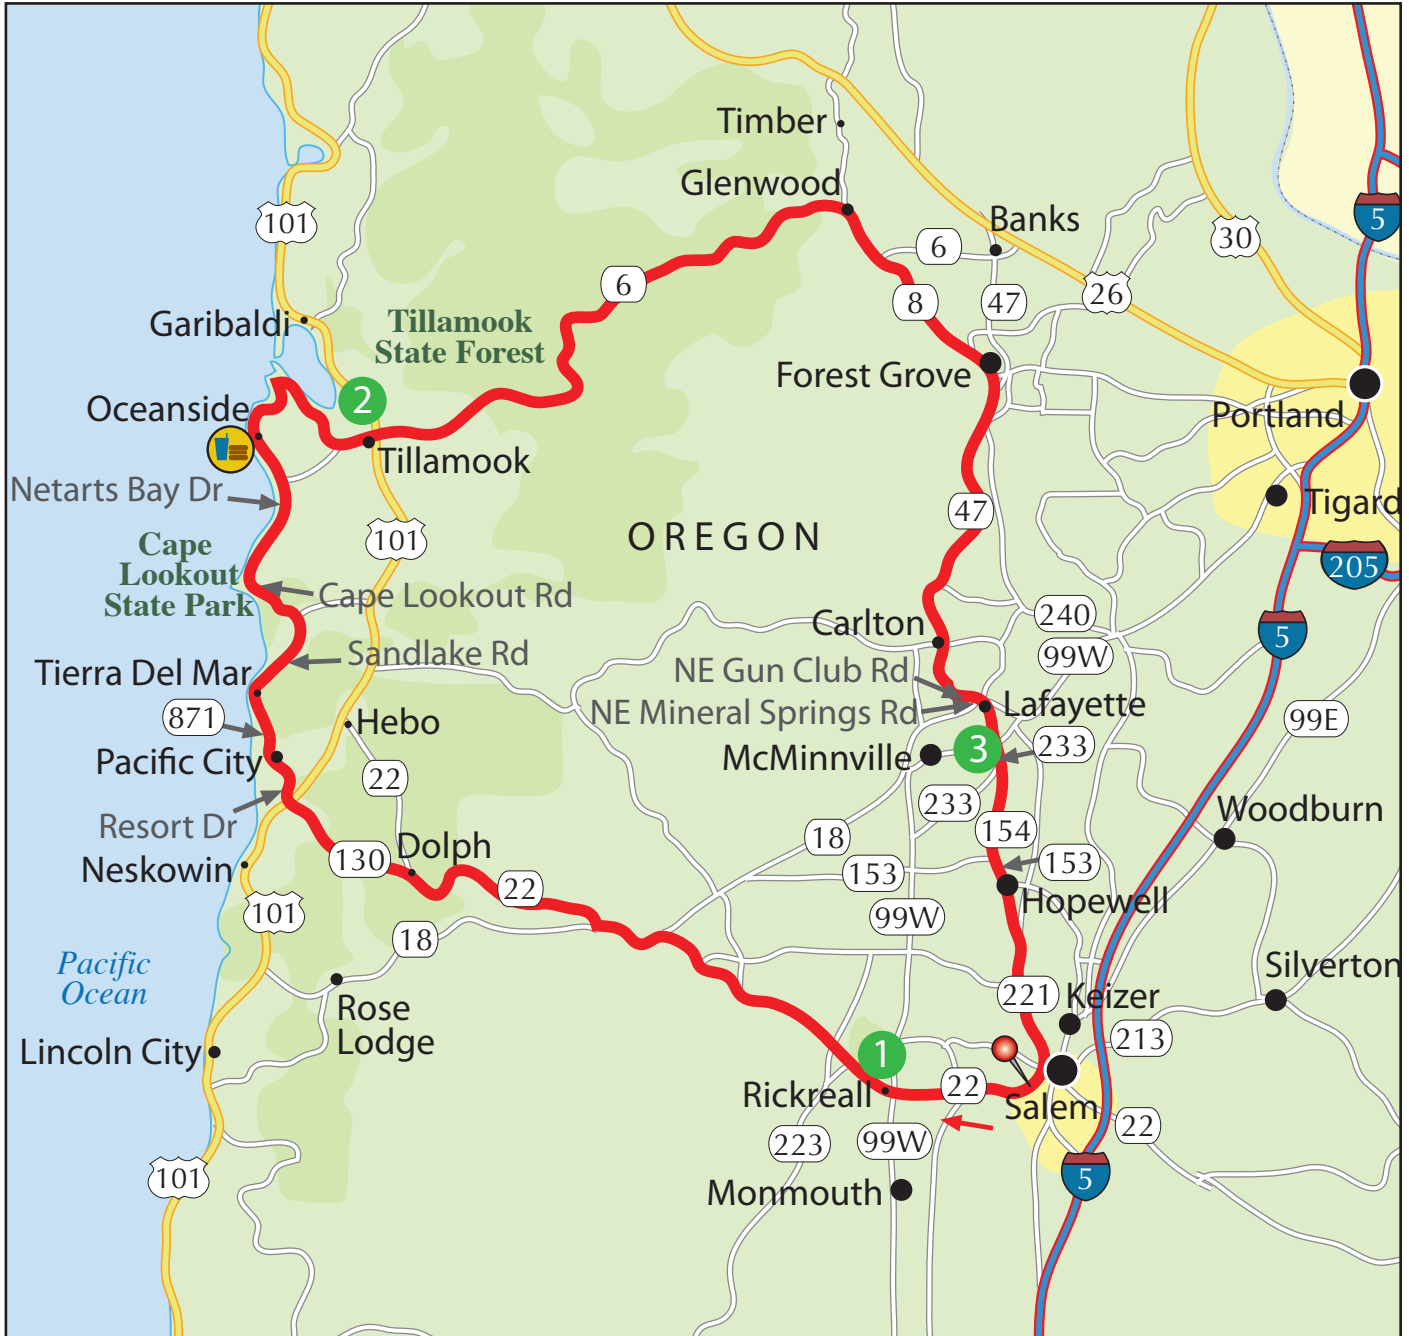 Timber
Glenwood
Banks
101
5
30
6
6
26
8
47
Garibaldi
Tillamook
State Forest
Forest Grove
2
Oceanside
Portland
Tillamook
Netarts Bay Dr
Tigard
47
101
OREGON
Cape
Lookout
State Park
205
Cape Lookout Rd
240
Carlton
5
99W
Sandlake Rd
NE Gun Club Rd
Tierra Del Mar
NE Mineral Springs Rd
Lafayette
871
Hebo
99E
233
Pacific City
McMinnville
3
22
233
Woodburn
Resort Dr
154
18
Dolph
130
153
Neskowin
153
22
Hopewell
101
99W
18
Pacific
Ocean
Silverton
221
Keizer
Rose
Lodge
213
Lincoln City
1
Rickreall
22
Salem
22
223
99W
101
5
Monmouth